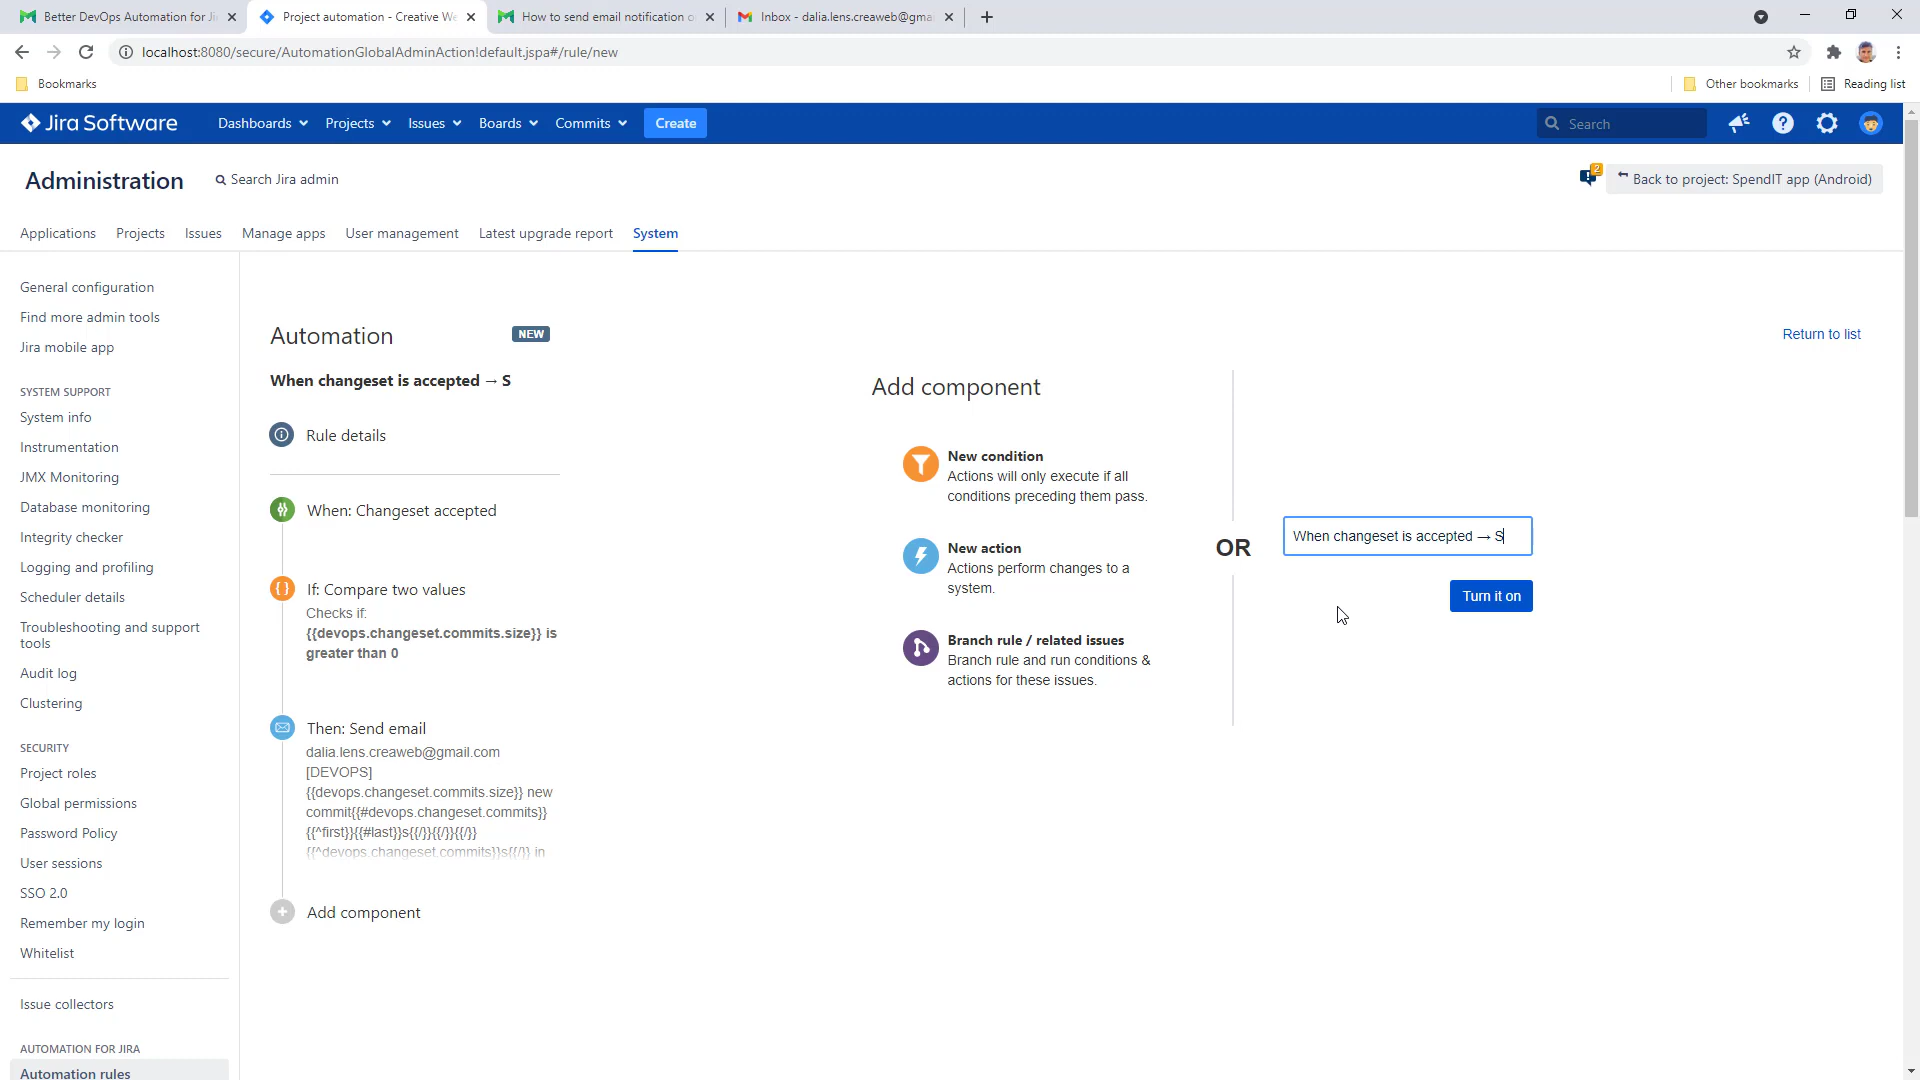 Better DevOps Automation for Ji
Project automation - Creative We
How to send email notification o
Inbox - dalia.lens.creaweb@gmai
localhost:8080/secure/AutomationGlobalAdminAction!default.jspa#/rule/new
Bookmarks
Other bookmarks
Reading list
Jira Software
Dashboards
Projects
Issues
Boards
Commits
Create
Search
Administration
Search Jira admin
2
Back to project: SpendIT app (Android)
Applications
Projects
Issues
Manage apps
User management
Latest upgrade report
System
General configuration
Find more admin tools
Jira mobile app
SYSTEM SUPPORT
System info
Instrumentation
JMX Monitoring
Database monitoring
Integrity checker
Logging and profiling
Scheduler details
Troubleshooting and support
tools
Audit log
Clustering
SECURITY
Project roles
Global permissions
Password Policy
User sessions
SSO 2.0
Remember my login
Whitelist
Issue collectors
AUTOMATION FOR JIRA
Automation rules
Automation
NEW
Return to list
When changeset is accepted → S
Rule details
When: Changeset accepted
If: Compare two values
Checks if:
{{devops.changeset.commits.size}} is
greater than 0
Then: Send email
dalia.lens.creaweb@gmail.com
[DEVOPS]
{{devops.changeset.commits.size}} new
commit{{#devops.changeset.commits}}
{{^first}}{{#last}}s{{/}}{{/}}{{/}}
{{^devops.changeset.commits}}s{{/}} in
Add component
Add component
New condition
Actions will only execute if all
conditions preceding them pass.
New action
Actions perform changes to a
system.
Branch rule / related issues
Branch rule and run conditions &
actions for these issues.
OR
When changeset is accepted → S
Turn it on